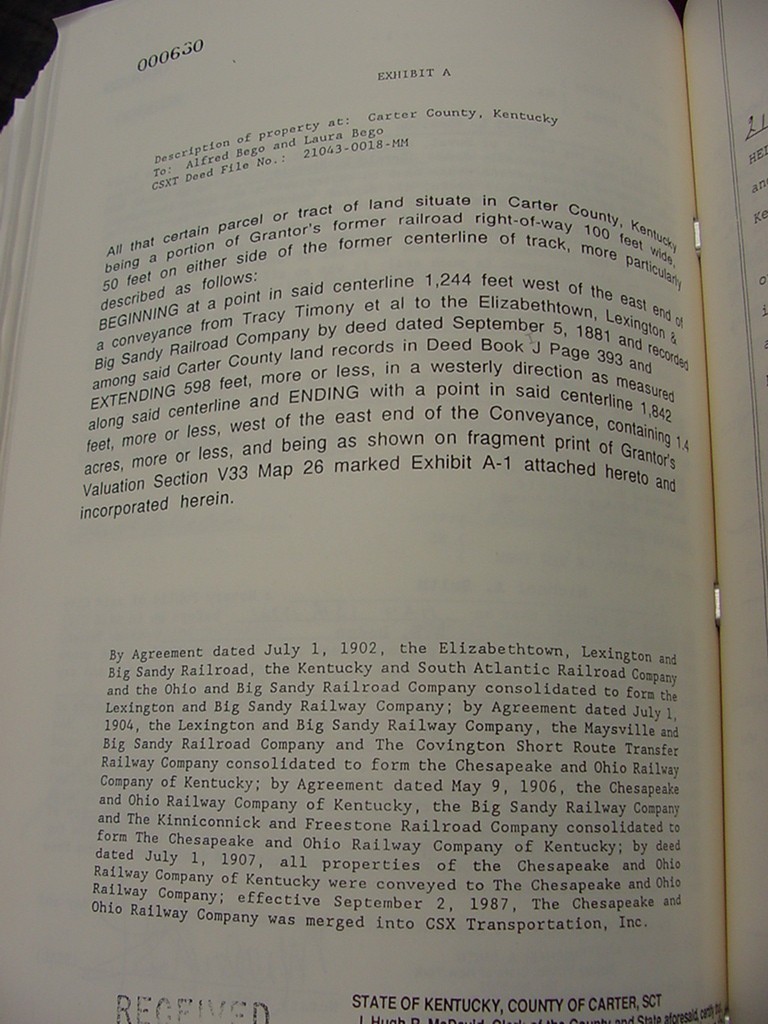 000630
EXHIBIT A
Description of property at: Carter County, Kentucky
To: Alfred Bego and Laura Bego
CSXT Deed File No.: 21043-0018-MM
All that certain parcel or tract of land situate in Carter County, Kentucky
being a portion of Grantor's former railroad right-of-way 100 feet wide,
50 feet on either side of the former centerline of track, more particularly
described as follows:
BEGINNING at a point in said centerline 1,244 feet west of the east end of
a conveyance from Tracy Timony et al to the Elizabethtown, Lexington &
Big Sandy Railroad Company by deed dated September 5, 1881 and recorded
among said Carter County land records in Deed Book J Page 393 and
EXTENDING 598 feet, more or less, in a westerly direction as measured
along said centerline and ENDING with a point in said centerline 1,842
feet, more or less, west of the east end of the Conveyance, containing 1.4
acres, more or less, and being as shown on fragment print of Grantor's
Valuation Section V33 Map 26 marked Exhibit A-1 attached hereto and
incorporated herein.
By Agreement dated July 1, 1902, the Elizabethtown, Lexington and
Big Sandy Railroad, the Kentucky and South Atlantic Railroad Company
and the Ohio and Big Sandy Railroad Company consolidated to form the
Lexington and Big Sandy Railway Company; by Agreement dated July 1,
1904, the Lexington and Big Sandy Railway Company, the Maysville and
Big Sandy Railroad Company and The Covington Short Route Transfer
Railway Company consolidated to form the Chesapeake and Ohio Railway
Company of Kentucky; by Agreement dated May 9, 1906, the Chesapeake
and Ohio Railway Company of Kentucky, the Big Sandy Railway Company
and The Kinniconnick and Freestone Railroad Company consolidated to
form The Chesapeake and Ohio Railway Company of Kentucky; by deed
dated July 1, 1907, all properties of the Chesapeake and Ohio
Railway Company of Kentucky were conveyed to The Chesapeake and Ohio
Railway Company; effective September 2, 1987, The Chesapeake and
Ohio Railway Company was merged into CSX Transportation, Inc.
RECEIVED
STATE OF KENTUCKY, COUNTY OF CARTER, SCT
I, Hugh R. McDavid, Clerk of the County and State aforesaid, certify